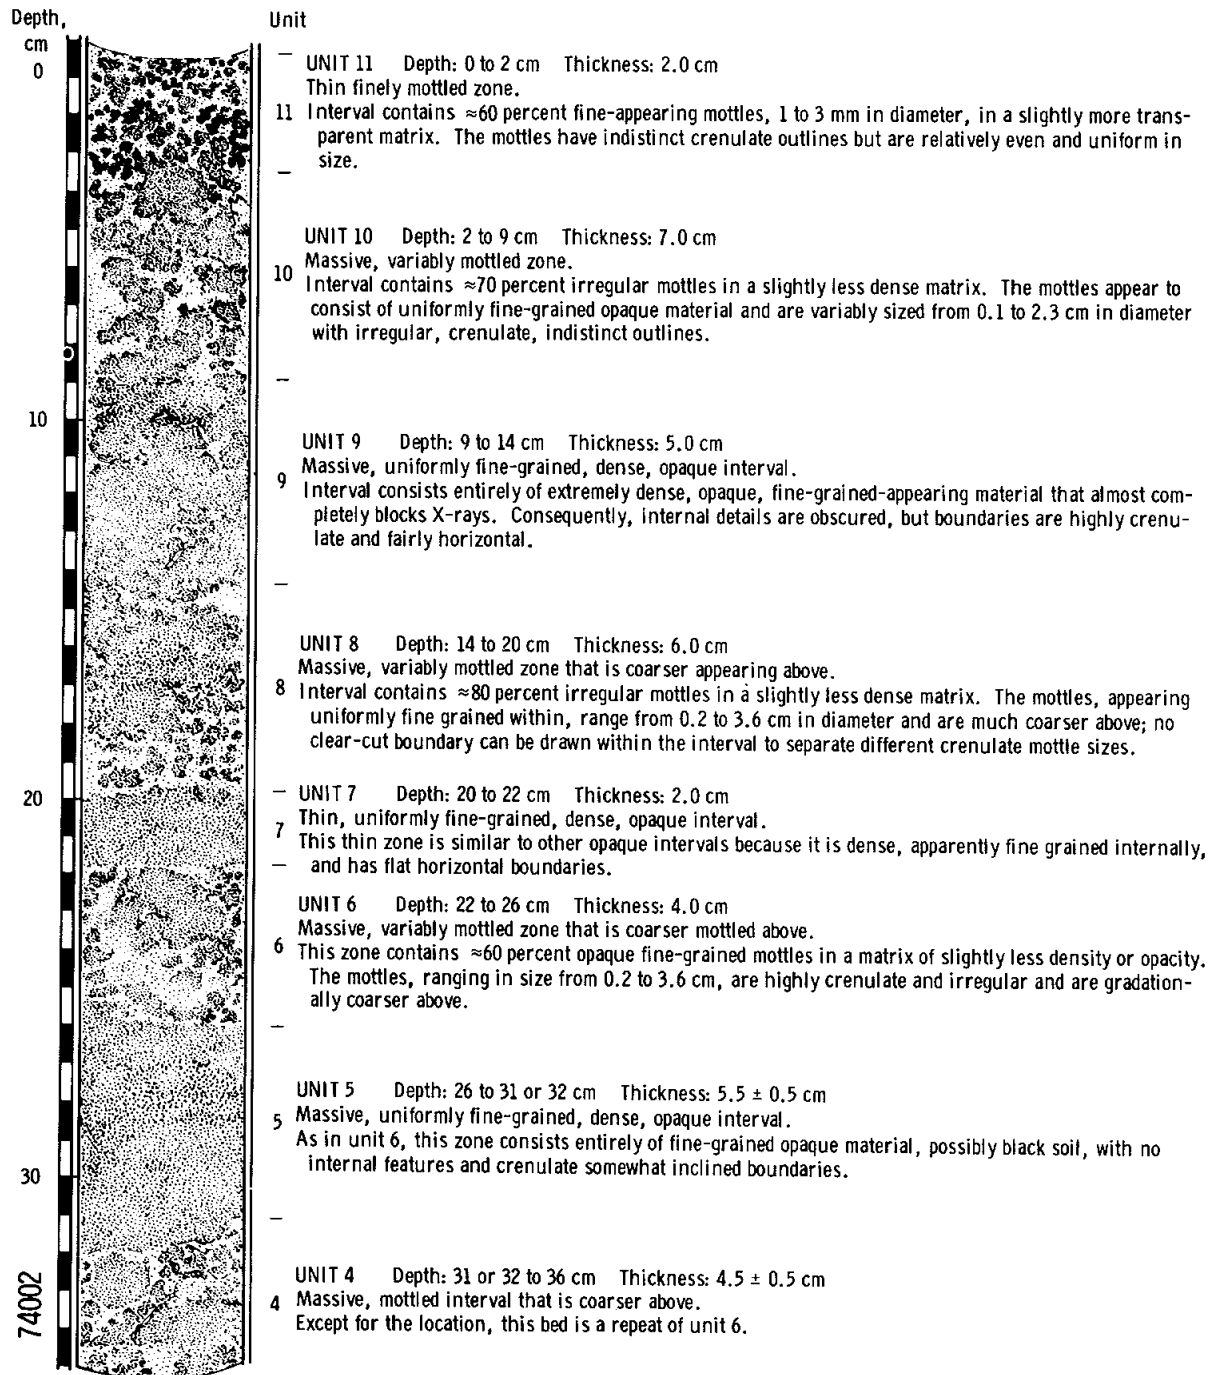 Depth, Unit
cm
0
UNIT 11 Depth: 0 to 2 cm Thickness: 2.0 cm
Thin finely mottled zone.
11 Interval contains ≈60 percent fine-appearing mottles, 1 to 3 mm in diameter, in a slightly more trans-
parent matrix. The mottles have indistinct crenulate outlines but are relatively even and uniform in
size.
UNIT 10 Depth: 2 to 9 cm Thickness: 7.0 cm
Massive, variably mottled zone.
10 Interval contains ≈70 percent irregular mottles in a slightly less dense matrix. The mottles appear to
consist of uniformly fine-grained opaque material and are variably sized from 0.1 to 2.3 cm in diameter
with irregular, crenulate, indistinct outlines.
10
UNIT 9 Depth: 9 to 14 cm Thickness: 5.0 cm
Massive, uniformly fine-grained, dense, opaque interval.
9 Interval consists entirely of extremely dense, opaque, fine-grained-appearing material that almost com-
pletely blocks X-rays. Consequently, internal details are obscured, but boundaries are highly crenu-
late and fairly horizontal.
UNIT 8 Depth: 14 to 20 cm Thickness: 6.0 cm
Massive, variably mottled zone that is coarser appearing above.
8 Interval contains ≈80 percent irregular mottles in a slightly less dense matrix. The mottles, appearing
uniformly fine grained within, range from 0.2 to 3.6 cm in diameter and are much coarser above; no
clear-cut boundary can be drawn within the interval to separate different crenulate mottle sizes.
20
UNIT 7 Depth: 20 to 22 cm Thickness: 2.0 cm
Thin, uniformly fine-grained, dense, opaque interval.
7 This thin zone is similar to other opaque intervals because it is dense, apparently fine grained internally,
and has flat horizontal boundaries.
UNIT 6 Depth: 22 to 26 cm Thickness: 4.0 cm
Massive, variably mottled zone that is coarser mottled above.
6 This zone contains ≈60 percent opaque fine-grained mottles in a matrix of slightly less density or opacity.
The mottles, ranging in size from 0.2 to 3.6 cm, are highly crenulate and irregular and are gradation-
ally coarser above.
UNIT 5 Depth: 26 to 31 or 32 cm Thickness: 5.5 ± 0.5 cm
5 Massive, uniformly fine-grained, dense, opaque interval.
As in unit 6, this zone consists entirely of fine-grained opaque material, possibly black soil, with no
internal features and crenulate somewhat inclined boundaries.
30
UNIT 4 Depth: 31 or 32 to 36 cm Thickness: 4.5 ± 0.5 cm
4 Massive, mottled interval that is coarser above.
Except for the location, this bed is a repeat of unit 6.
74002